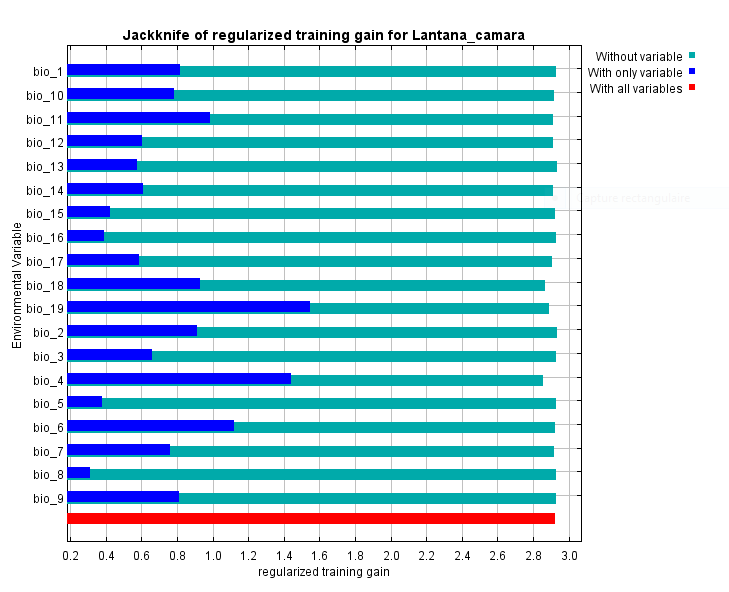 Jackknife of regularized training gain for Lantana_camara
Without variable
With only variable
With all variables
Environmental Variable
bio_1
bio_10
bio_11
bio_12
bio_13
bio_14
bio_15
bio_16
bio_17
bio_18
bio_19
bio_2
bio_3
bio_4
bio_5
bio_6
bio_7
bio_8
bio_9
0.2 0.4 0.6 0.8 1.0 1.2 1.4 1.6 1.8 2.0 2.2 2.4 2.6 2.8 3.0
regularized training gain